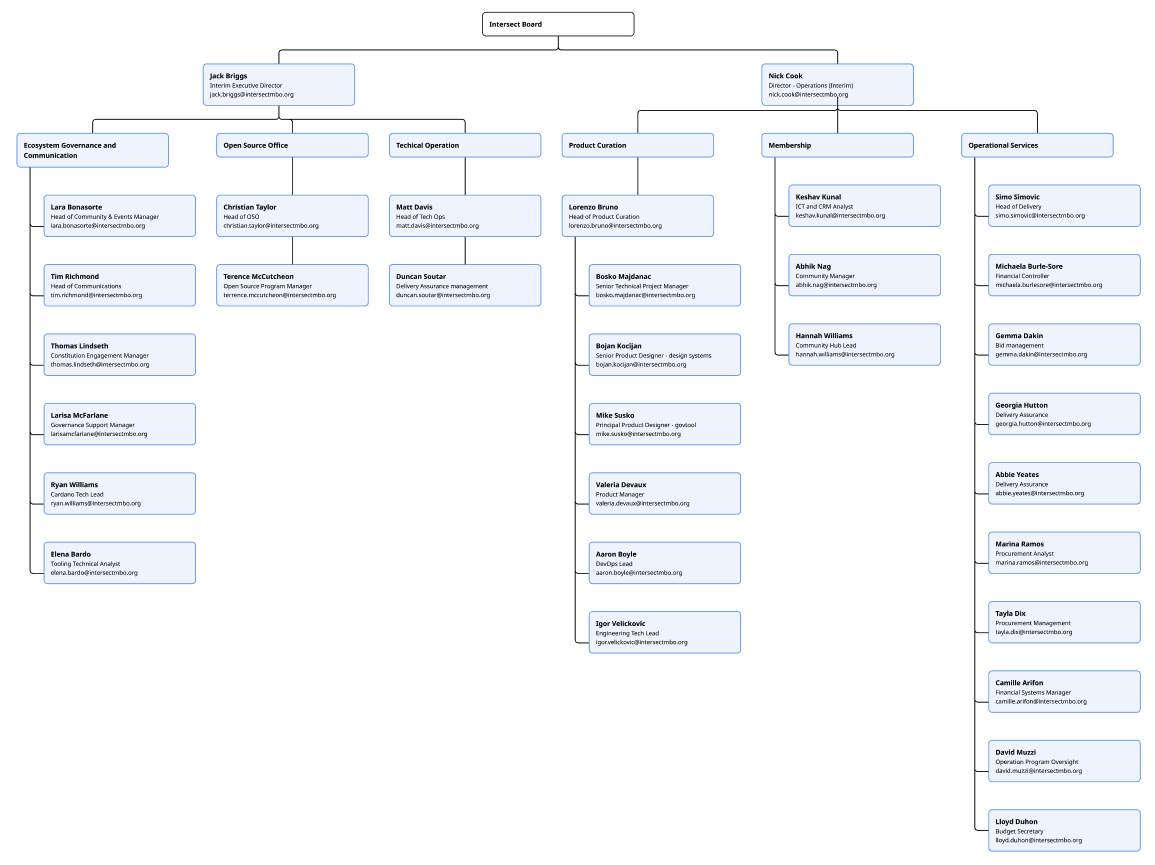 Intersect Board
Jack Briggs
Interim Executive Director
jack.briggs@intersectmbo.org
Nick Cook
Director - Operations (Interim)
nick.cook@intersectmbo.org
Ecosystem Governance and
Communication
Open Source Office
Techical Operation
Product Curation
Membership
Operational Services
Lara Bonasorte
Head of Community & Events Manager
lara.bonasorte@intersectmbo.org
Tim Richmond
Head of Communications
tim.richmond@intersectmbo.org
Thomas Lindseth
Constitution Engagement Manager
thomas.lindseth@intersectmbo.org
Larisa McFarlane
Governance Support Manager
larisamcfarlane@intersectmbo.org
Ryan Williams
Cardano Tech Lead
ryan.williams@intersectmbo.org
Elena Bardo
Tooling Technical Analyst
elena.bardo@intersectmbo.org
Christian Taylor
Head of OSO
christian.taylor@intersectmbo.org
Terence McCutcheon
Open Source Program Manager
terrence.mccutcheon@intersectmbo.org
Matt Davis
Head of Tech Ops
matt.davis@intersectmbo.org
Duncan Soutar
Delivery Assurance management
duncan.soutar@intersectmbo.org
Lorenzo Bruno
Head of Product Curation
lorenzo.bruno@intersectmbo.org
Bosko Majdanac
Senior Technical Project Manager
bosko.majdanac@intersectmbo.org
Bojan Kocijan
Senior Product Designer - design systems
bojan.kocijan@intersectmbo.org
Mike Susko
Principal Product Designer - govtool
mike.susko@intersectmbo.org
Valeria Devaux
Product Manager
valeria.devaux@intersectmbo.org
Aaron Boyle
DevOps Lead
aaron.boyle@intersectmbo.org
Igor Velickovic
Engineering Tech Lead
igor.velickovic@intersectmbo.org
Keshav Kunal
ICT and CRM Analyst
keshav.kunal@intersectmbo.org
Abhik Nag
Community Manager
abhik.nag@intersectmbo.org
Hannah Williams
Community Hub Lead
hannah.williams@intersectmbo.org
Simo Simovic
Head of Delivery
simo.simovic@intersectmbo.org
Michaela Burle-Sore
Financial Controller
michaela.burlesore@intersectmbo.org
Gemma Dakin
Bid management
gemma.dakin@intersectmbo.org
Georgia Hutton
Delivery Assurance
georgia.hutton@intersectmbo.org
Abbie Yeates
Delivery Assurance
abbie.yeates@intersectmbo.org
Marina Ramos
Procurement Analyst
marina.ramos@intersectmbo.org
Tayla Dix
Procurement Management
tayla.dix@intersectmbo.org
Camille Arifon
Financial Systems Manager
camille.arifon@intersectmbo.org
David Muzzi
Operation Program Oversight
david.muzzi@intersectmbo.org
Lloyd Duhon
Budget Secretary
lloyd.duhon@intersectmbo.org